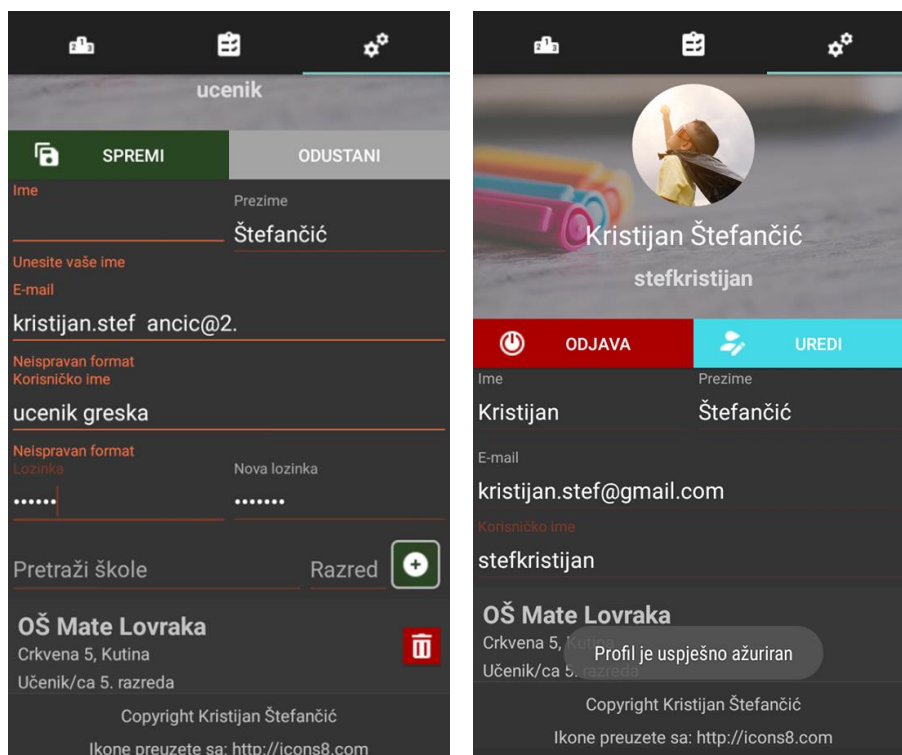 ucenik
SPREMI
ODUSTANI
Ime
Prezime
Štefančić
Unesite vaše ime
E-mail
kristijan.stef ancic@2.
Neispravan format
Korisničko ime
ucenik greska
Neispravan format
Lozinka
Nova lozinka
••••••
•••••••
Pretraži škole
Razred
OŠ Mate Lovraka
Crkvena 5, Kutina
Učenik/ca 5. razreda
Copyright Kristijan Štefančić
Ikone preuzete sa: http://icons8.com
Kristijan Štefančić
stefkristijan
ODJAVA
UREDI
Ime
Prezime
Kristijan
Štefančić
E-mail
kristijan.stef@gmail.com
Korisničko ime
stefkristijan
OŠ Mate Lovraka
Crkvena 5, Kutina
Profil je uspješno ažuriran
Učenik/ca 5.
Copyright Kristijan Štefančić
Ikone preuzete sa: http://icons8.com